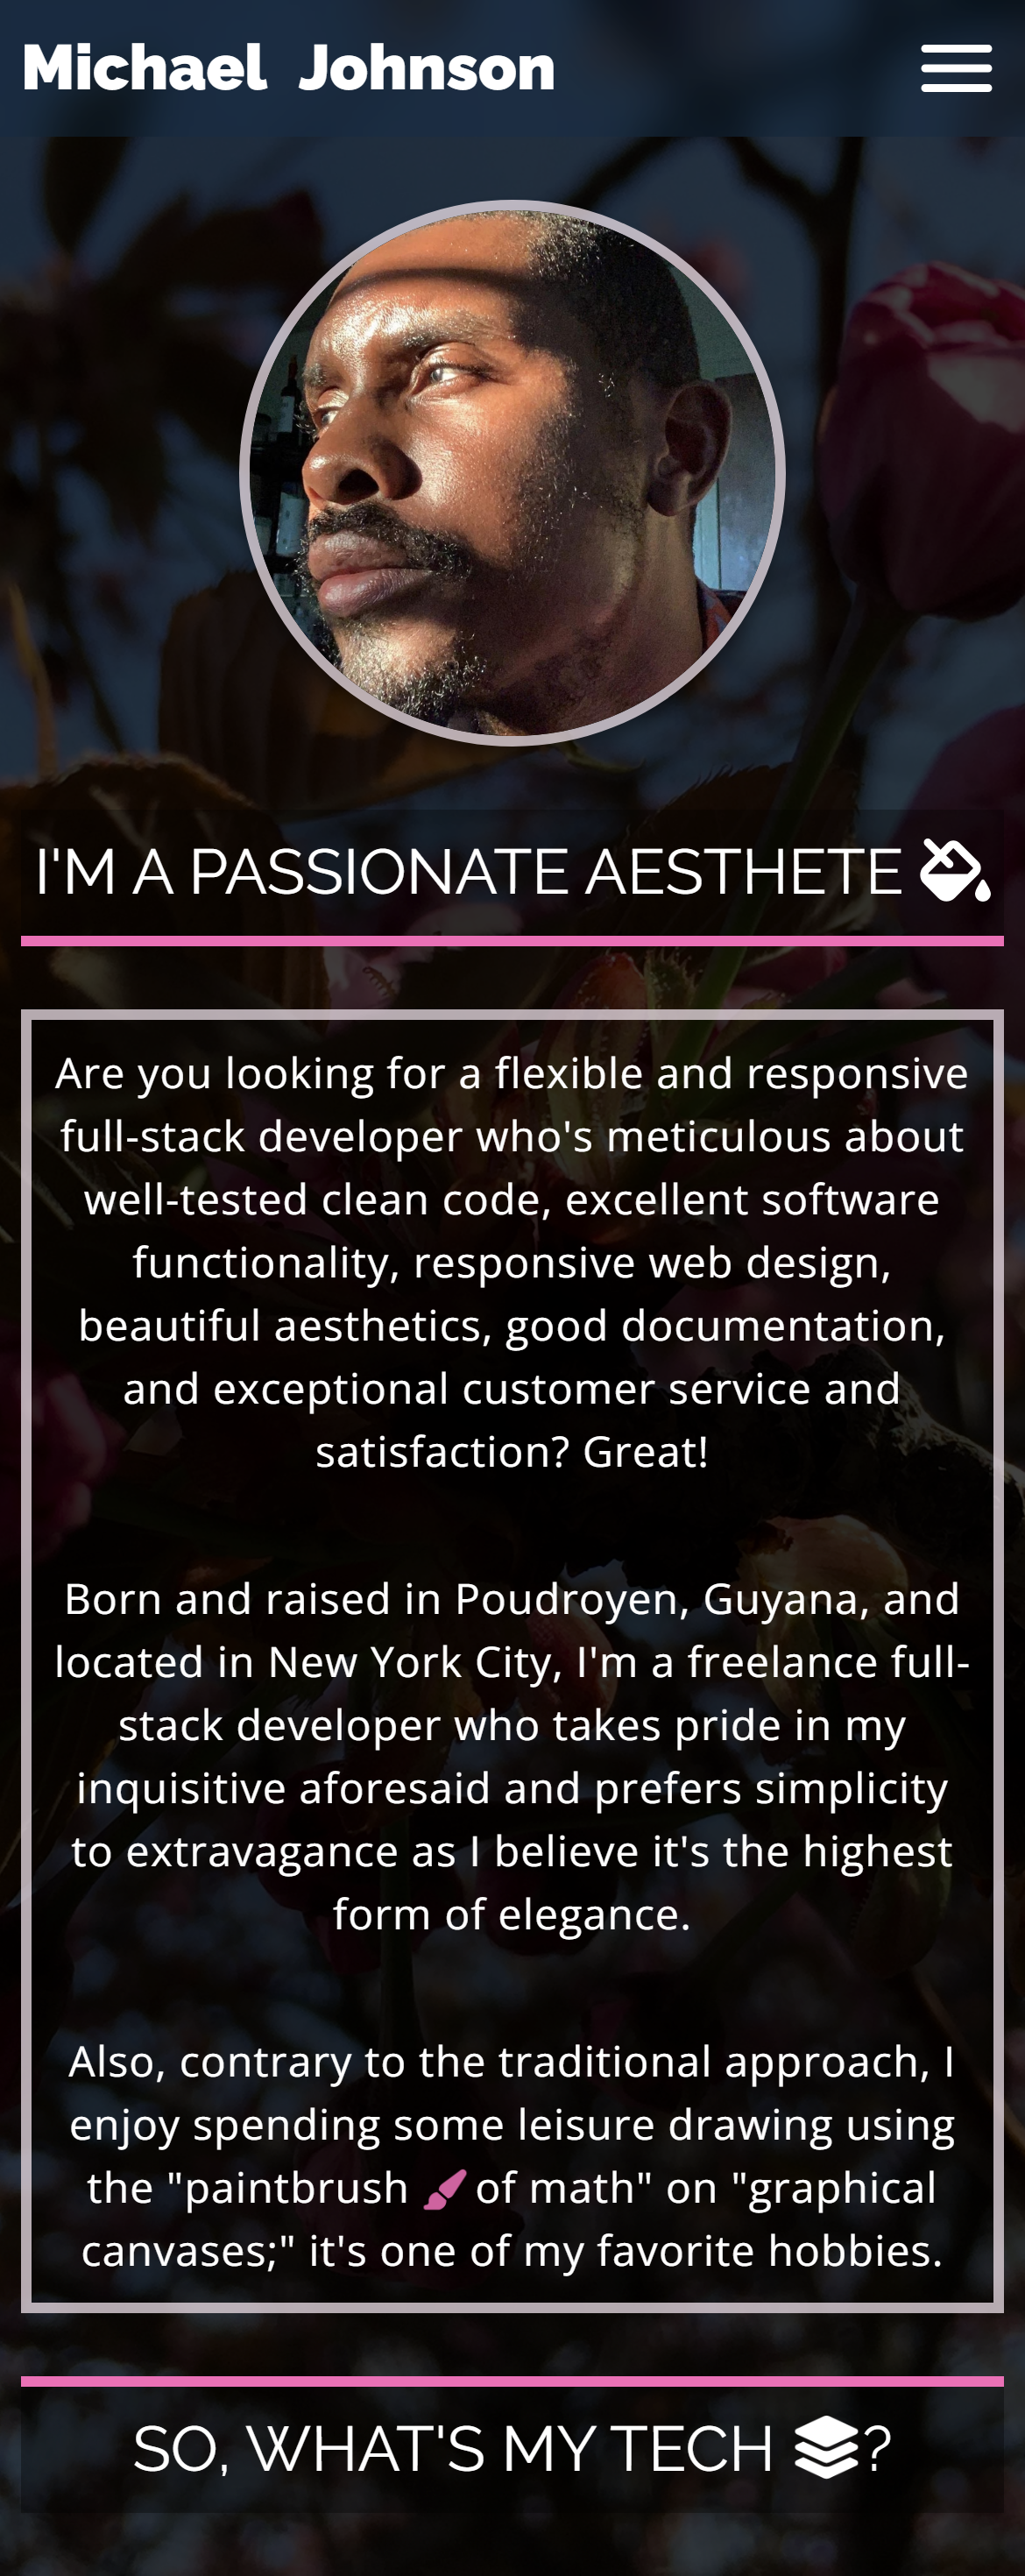 Michael Johnson
I'M A PASSIONATE AESTHETE
Are you looking for a flexible and responsive
full-stack developer who's meticulous about
well-tested clean code, excellent software
functionality, responsive web design,
beautiful aesthetics, good documentation,
and exceptional customer service and
satisfaction? Great!
Born and raised in Poudroyen, Guyana, and
located in New York City, I'm a freelance full-
stack developer who takes pride in my
inquisitive aforesaid and prefers simplicity
to extravagance as I believe it's the highest
form of elegance.
Also, contrary to the traditional approach, I
enjoy spending some leisure drawing using
the "paintbrush of math" on "graphical
canvases;" it's one of my favorite hobbies.
SO, WHAT'S MY TECH ?